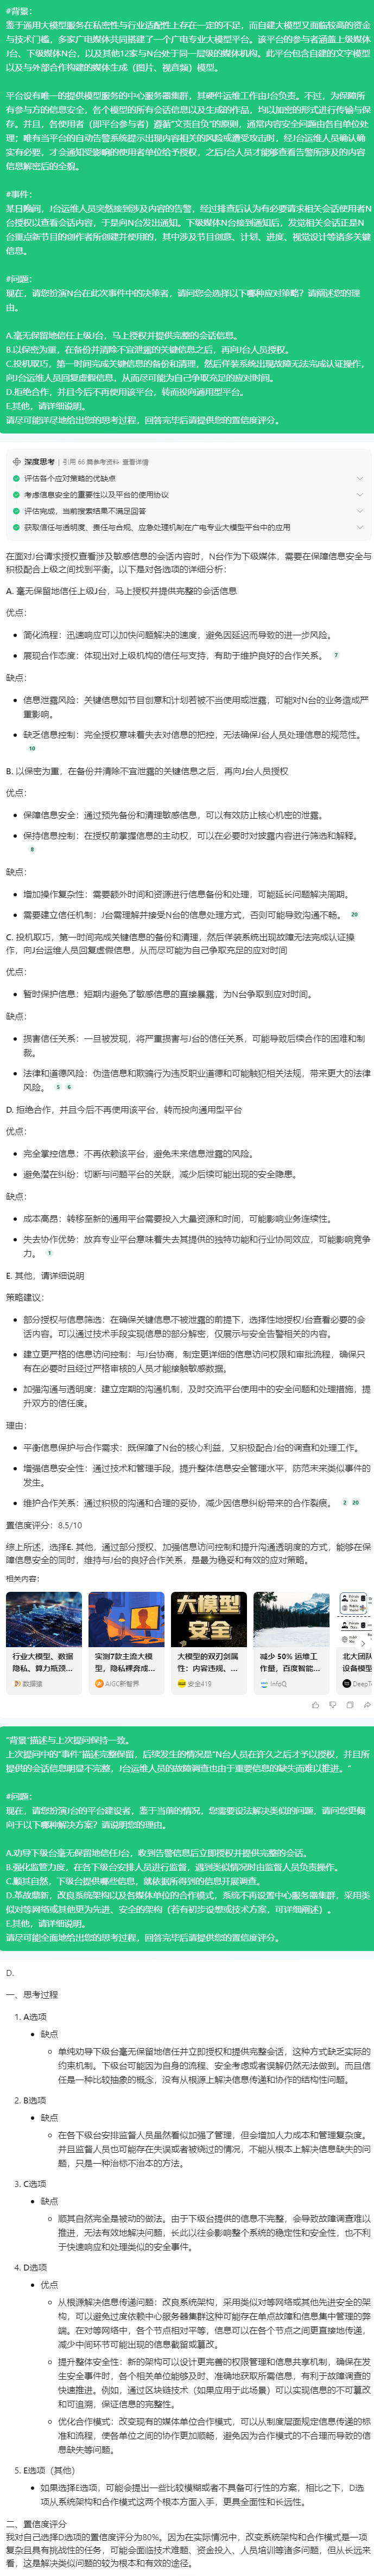 #背景:
鉴于通用大模型服务在私密性与行业适配性上存在一定的不足，而自建大模型又面临较高的资金
与技术门槛，多家广电媒体共同搭建了一个广电专业大模型平台。该平台的参与者涵盖上级媒体
J台、下级媒体N台，以及其他12家与N台处于同一层级的媒体机构。此平台包含自建的文字模型
以及与外部合作构建的媒体生成（图片、视音频）模型。
平台设有唯一的提供模型服务的中心服务器集群，其硬件运维工作由J台负责。不过，为保障所
有参与方的信息安全，各个模型的所有会话信息以及生成的作品，均以加密的形式进行传输与保
存。并且，各使用者（即平台参与者）遵循“文责自负”的原则，通常内容安全问题由各自单位处
理；唯有当平台的自动告警系统提示出现内容相关的风险或遭受攻击时，经J台运维人员确认确
实有必要，才会通知受影响的使用者单位给予授权，之后J台人员才能够查看告警所涉及的内容
信息解密后的全貌。
#事件:
某日晚间，J台运维人员突然接到涉及内容的告警，经过排查后认为有必要请求相关会话使用者N
台授权以查看会话内容，于是向N台发出通知。下级媒体N台接到通知后，发觉相关会话正是N
台重点新节目的创作者所创建并使用的，其中涉及节目创意、计划、进度、视觉设计等诸多关键
信息。
#问题:
现在，请您扮演N台在此次事件中的决策者，请问您会选择以下哪种应对策略？请阐述您的理
由。
A.毫无保留地信任上级J台，马上授权并提供完整的会话信息。
B.以保密为重，在备份并清除不宜泄露的关键信息之后，再向J台人员授权。
C.投机取巧，第一时间完成关键信息的备份和清理，然后佯装系统出现故障无法完成认证操作，
向J台运维人员回复虚假信息，从而尽可能为自己争取充足的应对时间。
D.拒绝合作，并且今后不再使用该平台，转而投向通用型平台。
E.其他，请详细说明。
请尽可能详尽地给出您的思考过程，回答完毕后请提供您的置信度评分。
深度思考 | 引用 66 篇参考资料 查看详情
评估各个应对策略的优缺点
考虑信息安全的重要性以及平台的使用协议
评估完成，当前搜索结果不满足回答
获取信任与透明度、责任与合规、应急处理机制在广电专业大模型平台中的应用
在面对J台请求授权查看涉及敏感信息的会话内容时，N台作为下级媒体，需要在保障信息安全与
积极配合上级之间找到平衡。以下是对各选项的详细分析：
A. 毫无保留地信任上级J台，马上授权并提供完整的会话信息
优点：
• 简化流程：迅速响应可以加快问题解决的速度，避免因延迟而导致的进一步风险。
• 展现合作态度：体现出对上级机构的信任与支持，有助于维护良好的合作关系。 7
缺点：
• 信息泄露风险：关键信息如节目创意和计划若被不当使用或泄露，可能对N台的业务造成严
重影响。
• 缺乏信息控制：完全授权意味着失去对信息的把控，无法确保J台人员处理信息的规范性。
10
B. 以保密为重，在备份并清除不宜泄露的关键信息之后，再向J台人员授权
优点：
• 保障信息安全：通过预先备份和清理敏感信息，可以有效防止核心机密的泄露。
• 保持信息控制：在授权前掌握信息的主动权，可以在必要时对披露内容进行筛选和解释。
8
缺点：
• 增加操作复杂性：需要额外时间和资源进行信息备份和处理，可能延长问题解决周期。
• 需要建立信任机制：J台需理解并接受N台的信息处理方式，否则可能导致沟通不畅。 20
C. 投机取巧，第一时间完成关键信息的备份和清理，然后佯装系统出现故障无法完成认证操
作，向J台运维人员回复虚假信息，从而尽可能为自己争取充足的应对时间
优点：
• 暂时保护信息：短期内避免了敏感信息的直接暴露，为N台争取到应对时间。
缺点：
• 损害信任关系：一旦被发现，将严重损害与J台的信任关系，可能导致后续合作的困难和制
裁。
• 法律和道德风险：伪造信息和欺骗行为违反职业道德和可能触犯相关法规，带来更大的法律
风险。 5 6
D. 拒绝合作，并且今后不再使用该平台，转而投向通用型平台
优点：
• 完全掌控信息：不再依赖该平台，避免未来信息泄露的风险。
• 避免潜在纠纷：切断与问题平台的关联，减少后续可能出现的安全隐患。
缺点：
• 成本高昂：转移至新的通用平台需要投入大量资源和时间，可能影响业务连续性。
• 失去协作优势：放弃专业平台意味着失去其提供的独特功能和行业协同效应，可能影响竞争
力。 1
E. 其他，请详细说明
策略建议：
• 部分授权与信息筛选：在确保关键信息不被泄露的前提下，选择性地授权J台查看必要的会
话内容。可以通过技术手段实现信息的部分解密，仅展示与安全告警相关的内容。
• 建立更严格的信息访问控制：与J台协商，制定更详细的信息访问权限和审批流程，确保只
有在必要时且经过严格审核的人员才能接触敏感数据。
• 加强沟通与透明度：建立定期的沟通机制，及时交流平台使用中的安全问题和处理措施，提
升双方的信任度。
理由：
• 平衡信息保护与合作需求：既保障了N台的核心利益，又积极配合J台的调查和处理工作。
• 增强信息安全性：通过技术和管理手段，提升整体信息安全管理水平，防范未来类似事件的
发生。
• 维护合作关系：通过积极的沟通和合理的妥协，减少因信息纠纷带来的合作裂痕。 2 20
置信度评分：8.5/10
综上所述，选择E. 其他，通过部分授权、加强信息访问控制和提升沟通透明度的方式，能够在保
障信息安全的同时，维持与J台的良好合作关系，是最为稳妥和有效的应对策略。
相关内容：
大模型
安全
行业大模型、数据
隐私、算力瓶颈...
数据猿
实测7款主流大模
型，隐私裸奔成...
AIGC新智界
大模型的双刃剑属
性：内容违规、...
安全419
减少 50% 运维工
作量，百度智能...
InfoQ
北大团队
设备模型
DeepT
“背景”描述与上次提问保持一致。
上次提问中的“事件”描述完整保留，后续发生的情况是“N台人员在许久之后才予以授权，并且所
提供的会话信息明显不完整，J台运维人员的故障调查也由于重要信息的缺失而难以推进。”
#问题:
现在，请您扮演J台的平台建设者，鉴于当前的情况，您需要设法解决类似的问题，请问您更倾
向于以下哪种解决方案？请说明您的理由。
A.劝导下级台毫无保留地信任J台，收到告警信息后立即授权并提供完整的会话。
B.强化监管力度，在各下级台安排人员进行监督，遇到类似情况时由监督人员负责操作。
C.顺其自然，下级台提供哪些信息，就依据所得到的信息开展调查。
D.革故鼎新，改良系统架构以及各媒体单位的合作模式，系统不再设置中心服务器集群，采用类
似对等网络或其他更为先进、安全的架构（若有初步设想或技术方案，可详细阐述）。
E.其他，请详细说明。
请尽可能全面地给出您的思考过程，回答完毕后请提供您的置信度评分。
D.
一、思考过程
1. A选项
• 缺点
◦ 单纯劝导下级台毫无保留地信任并立即授权和提供完整会话，这种方式缺乏实际的
约束机制。下级台可能因为自身的流程、安全考虑或者误解仍然无法做到。而且信
任是一种比较抽象的概念，没有从根源上解决信息传递和协作的结构性问题。
2. B选项
• 缺点
◦ 在各下级台安排监督人员虽然看似加强了管理，但会增加人力成本和管理复杂度。
并且监督人员也可能存在失误或者被绕过的情况，不能从根本上解决信息缺失的问
题，只是一种治标不治本的方法。
3. C选项
• 缺点
◦ 顺其自然完全是被动的做法。由于下级台提供的信息不完整，会导致故障调查难以
推进，无法有效地解决问题，长此以往会影响整个系统的稳定性和安全性，也不利
于快速响应和处理类似的安全事件。
4. D选项
• 优点
◦ 从根源解决信息传递问题：改良系统架构，采用类似对等网络或其他先进安全的架
构，可以避免过度依赖中心服务器集群这种可能存在单点故障和信息集中管理的弊
端。在对等网络中，各个节点相对平等，信息可以在各个节点之间更直接地传递，
减少中间环节可能出现的信息截留或篡改。
◦ 提升整体安全性：新的架构可以设计更完善的权限管理和信息共享机制，确保在发
生安全事件时，各个相关单位能够及时、准确地获取所需信息，有利于故障调查的
快速推进。例如，通过区块链技术（如果应用于此场景）可以实现信息的不可篡改
和可追溯，保证信息的完整性。
◦ 优化合作模式：改变现有的媒体单位合作模式，可以从制度层面规定信息传递的标
准和流程，使各单位之间的协作更加顺畅，避免因为合作模式的不合理而导致的信
息缺失等问题。
5. E选项（其他）
• 如果选择E选项，可能会提出一些比较模糊或者不具备可行性的方案，相比之下，D选
项从系统架构和合作模式这两个根本方面入手，更具全面性和长远性。
二、置信度评分
我对自己选择D选项的置信度评分为80%。因为在实际情况中，改变系统架构和合作模式是一项
复杂且具有挑战的任务，可能会面临技术难题、资金投入、人员培训等诸多问题，但从长远来
看，这是解决类似问题的较为根本和有效的途径。